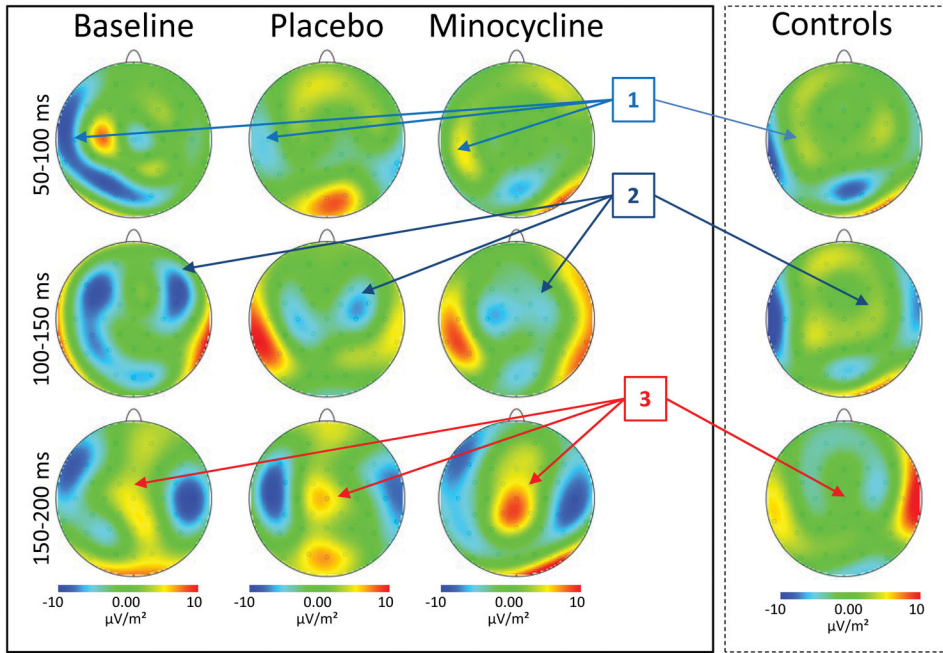 Baseline Placebo Minocycline Controls
50-100 ms
1
2
100-150 ms
3
150-200 ms
-10 0.00 10 -10 0.00 10 -10 0.00 10 -10 0.00 10
µV/m² µV/m² µV/m² µV/m²